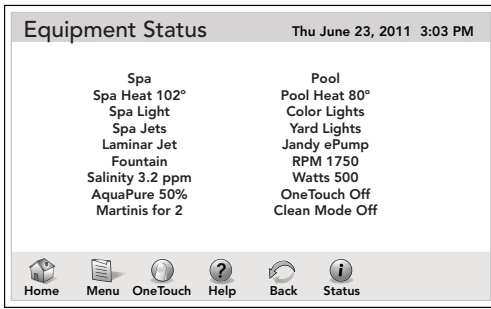 Equipment Status
Thu June 23, 2011 3:03 PM
Spa
Spa Heat 102º
Spa Light
Spa Jets
Laminar Jet
Fountain
Salinity 3.2 ppm
AquaPure 50%
Martinis for 2
Pool
Pool Heat 80º
Color Lights
Yard Lights
Jandy ePump
RPM 1750
Watts 500
OneTouch Off
Clean Mode Off
Home Menu OneTouch Help Back Status